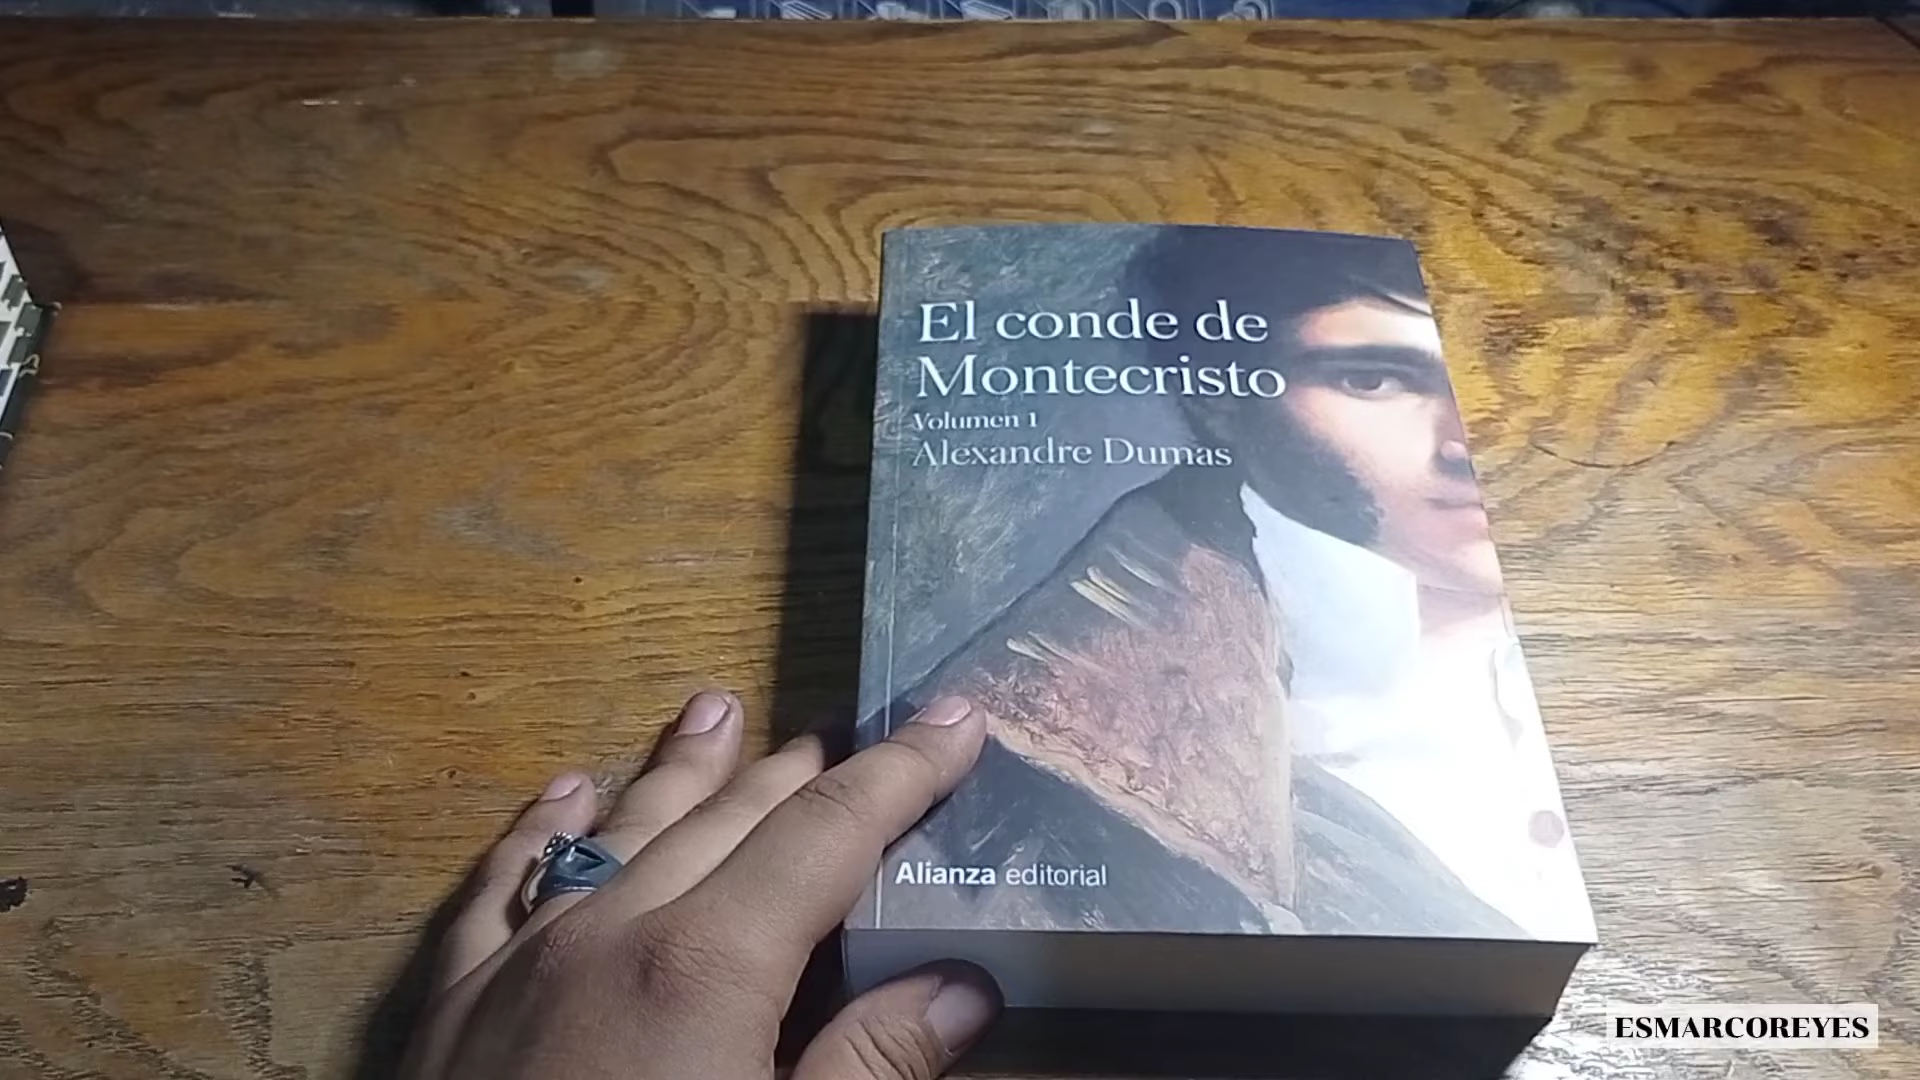 El conde de
Montecristo
Volumen 1
Alexandre Dumas
Alianza editorial
ESMARCOREYES